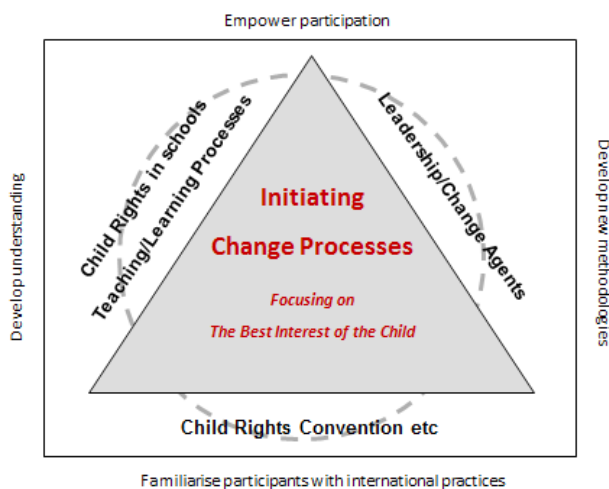 Empower participation
Child Rights in schools
Teaching/Learning Processes
Leadership/Change Agents
Develop understanding
Develop new methodologies
Initiating
Change Processes
Focusing on
The Best Interest of the Child
Child Rights Convention etc
Familiarise participants with international practices